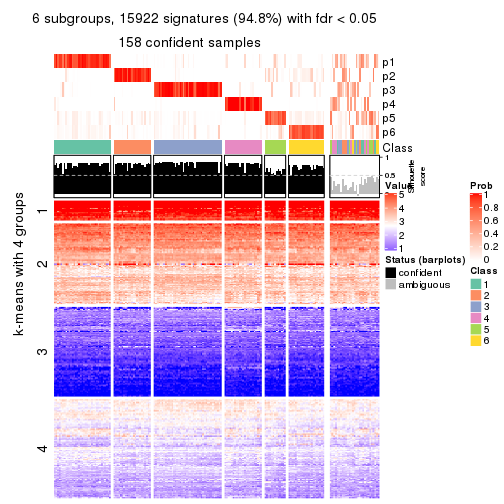 6 subgroups, 15922 signatures (94.8%) with fdr < 0.05
158 confident samples
p1
p2
p3
p4
p5
p6
Class
1
0.5
0
Silhouette
score
k-means with 4 groups
1
2
3
4
Value
5
4
3
2
1
Status (barplots)
confident
ambiguous
Prob
1
0.8
0.6
0.4
0.2
0
Class
1
2
3
4
5
6